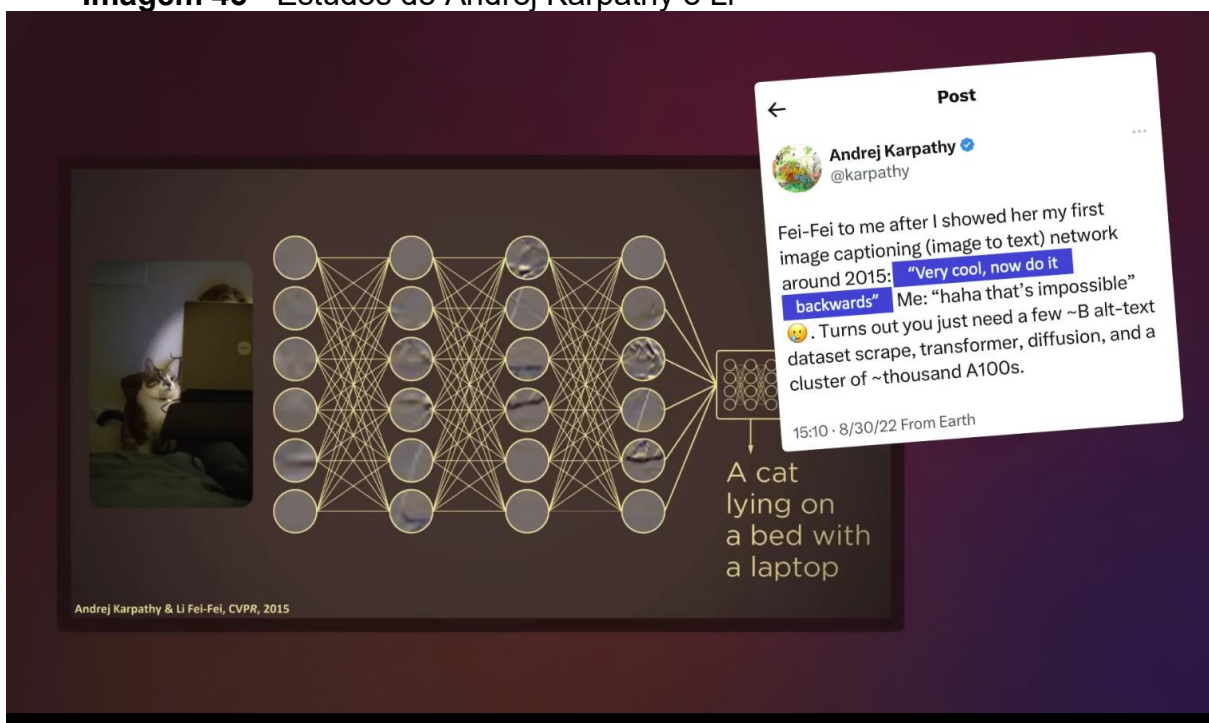 Imagem 46 - Estudos de Andrej Karpathy e Li
Post
Andrej Karpathy
@karpathy
Fei-Fei to me after I showed her my first
image captioning (image to text) network
around 2015: “Very cool, now do it
backwards” Me: “haha that’s impossible”
🥲. Turns out you just need a few ~B alt-text
dataset scrape, transformer, diffusion, and a
cluster of ~thousand A100s.
15:10 · 8/30/22 From Earth
A cat
lying on
a bed with
a laptop
Andrej Karpathy & Li Fei-Fei, CVPR, 2015